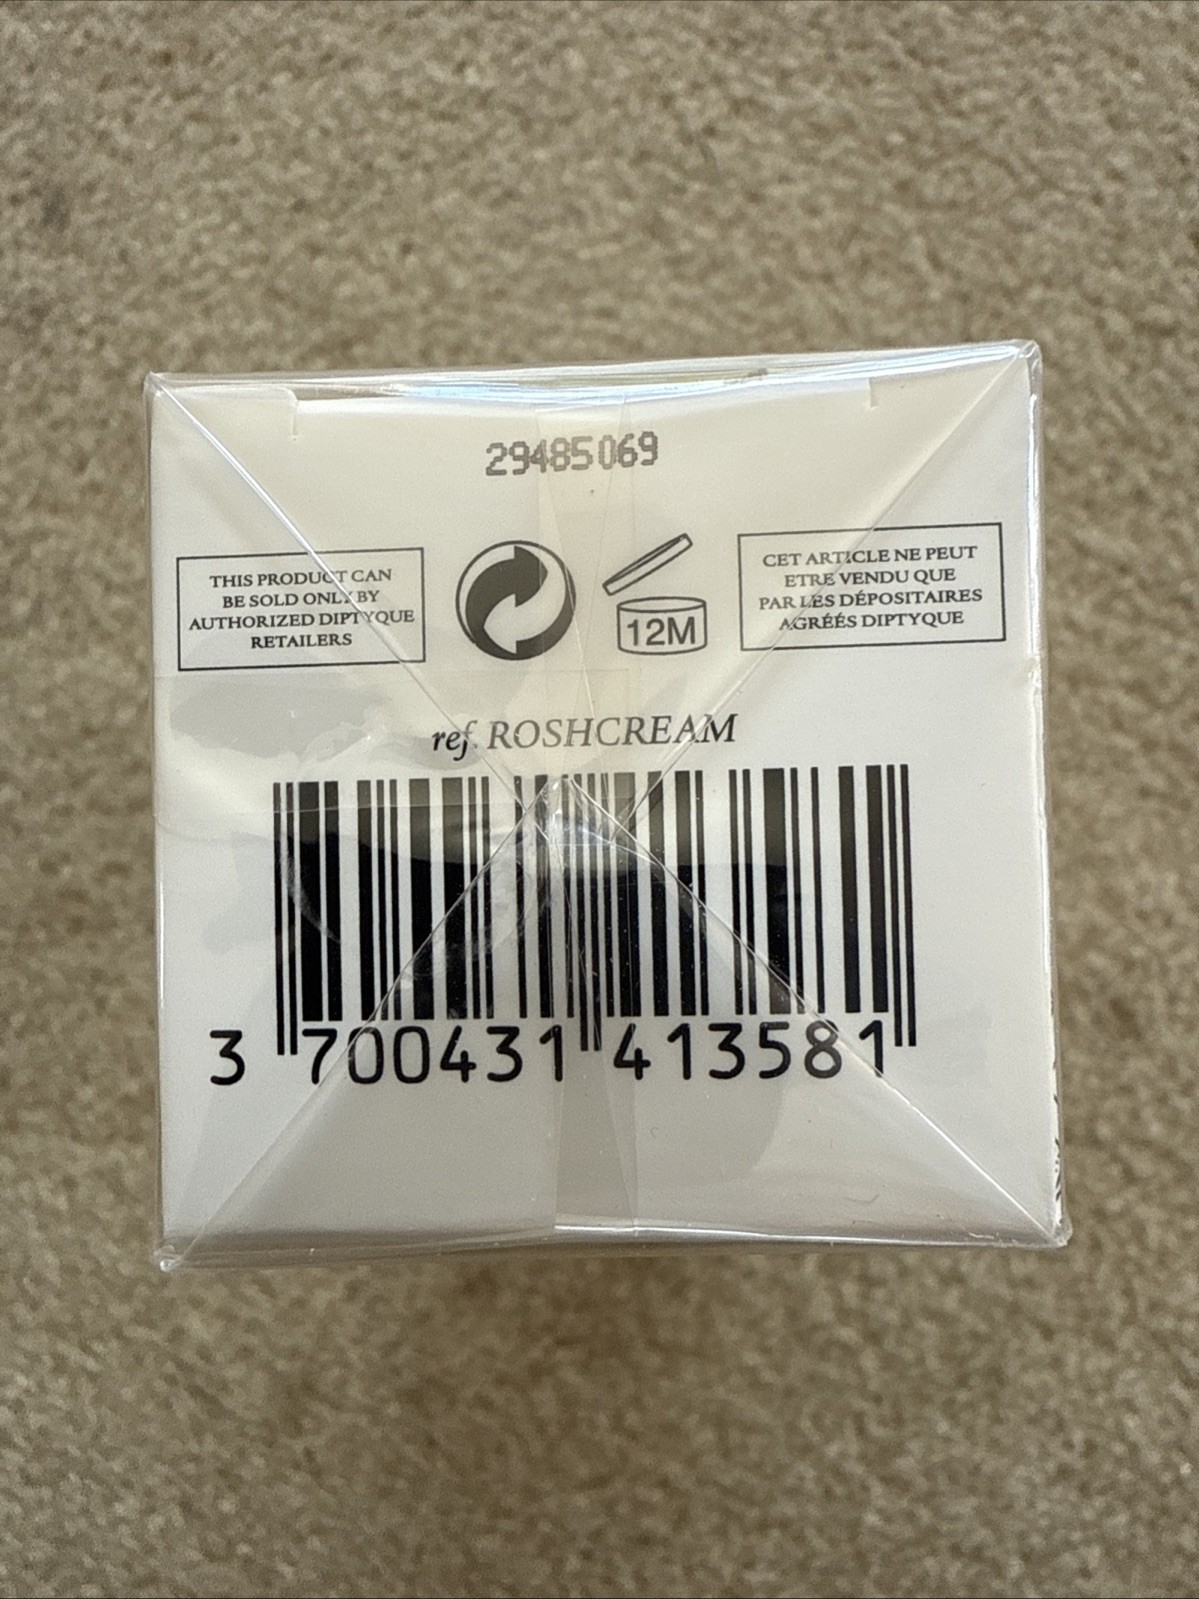 29485069
THIS PRODUCT CAN
BE SOLD ONLY BY
AUTHORIZED DIPTYQUE
RETAILERS
12M
CET ARTICLE NE PEUT
ETRE VENDU QUE
PAR LES DÉPOSITAIRES
AGRÉÉS DIPTYQUE
ref. ROSHCREAM
3 700431 413581